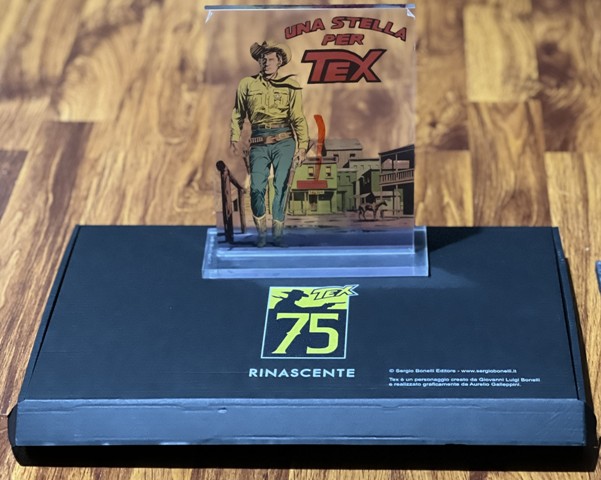 UNA STELLA
PER
TEX
TEX
75
RINASCENTE
© Sergio Bonelli Editore - www.sergiobonelli.it
Tex è un personaggio creato da Giovanni Luigi Bonelli
e realizzato graficamente da Aurelio Galleppini.